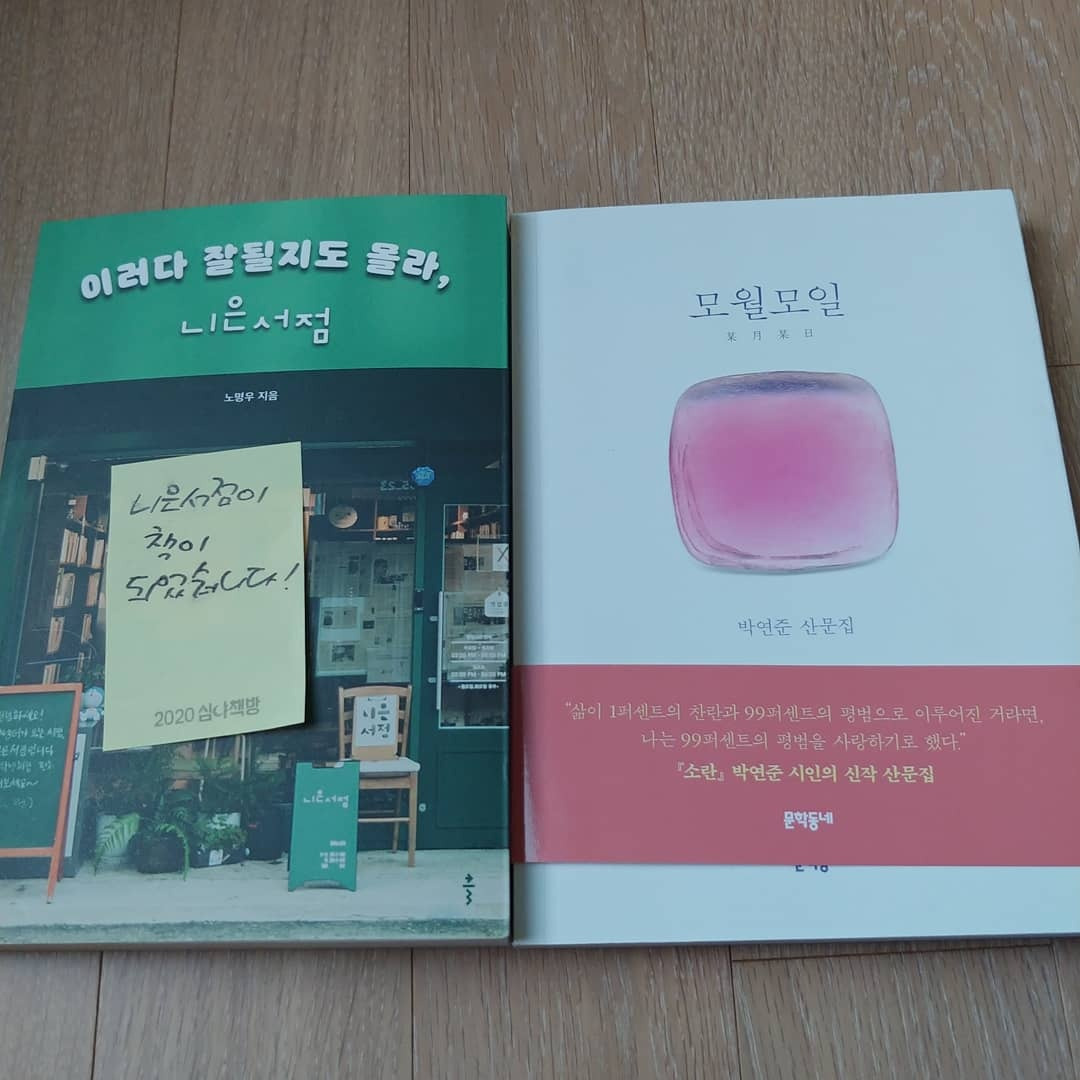 이러다 잘될지도 몰라,
니은서점
노명우 지음
니은서점이
책이
되었습니다!
2020 심나책방
니은
서점
니은서점
클
모월모일
某月某日
박연준 산문집
“삶이 1퍼센트의 찬란과 99퍼센트의 평범으로 이루어진 거라면,
나는 99퍼센트의 평범을 사랑하기로 했다.”
『소란』 박연준 시인의 신작 산문집
문학동네